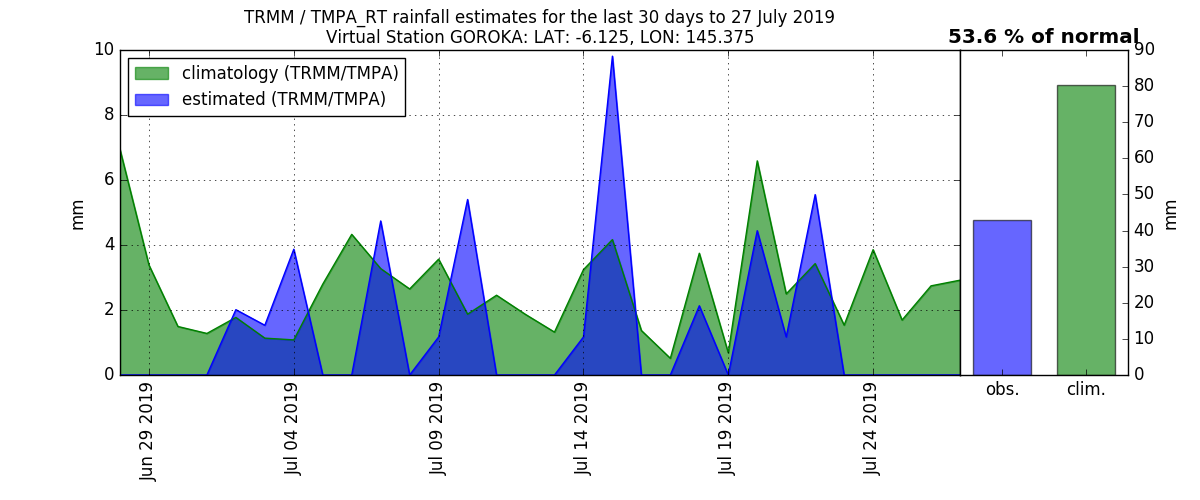 TRMM / TMPA_RT rainfall estimates for the last 30 days to 27 July 2019
Virtual Station GOROKA: LAT: -6.125, LON: 145.375
53.6 % of normal
climatology (TRMM/TMPA)
estimated (TRMM/TMPA)
10
8
6
4
2
0
mm
Jun 29 2019
Jul 04 2019
Jul 09 2019
Jul 14 2019
Jul 19 2019
Jul 24 2019
90
80
70
60
50
40
30
20
10
0
mm
obs.
clim.